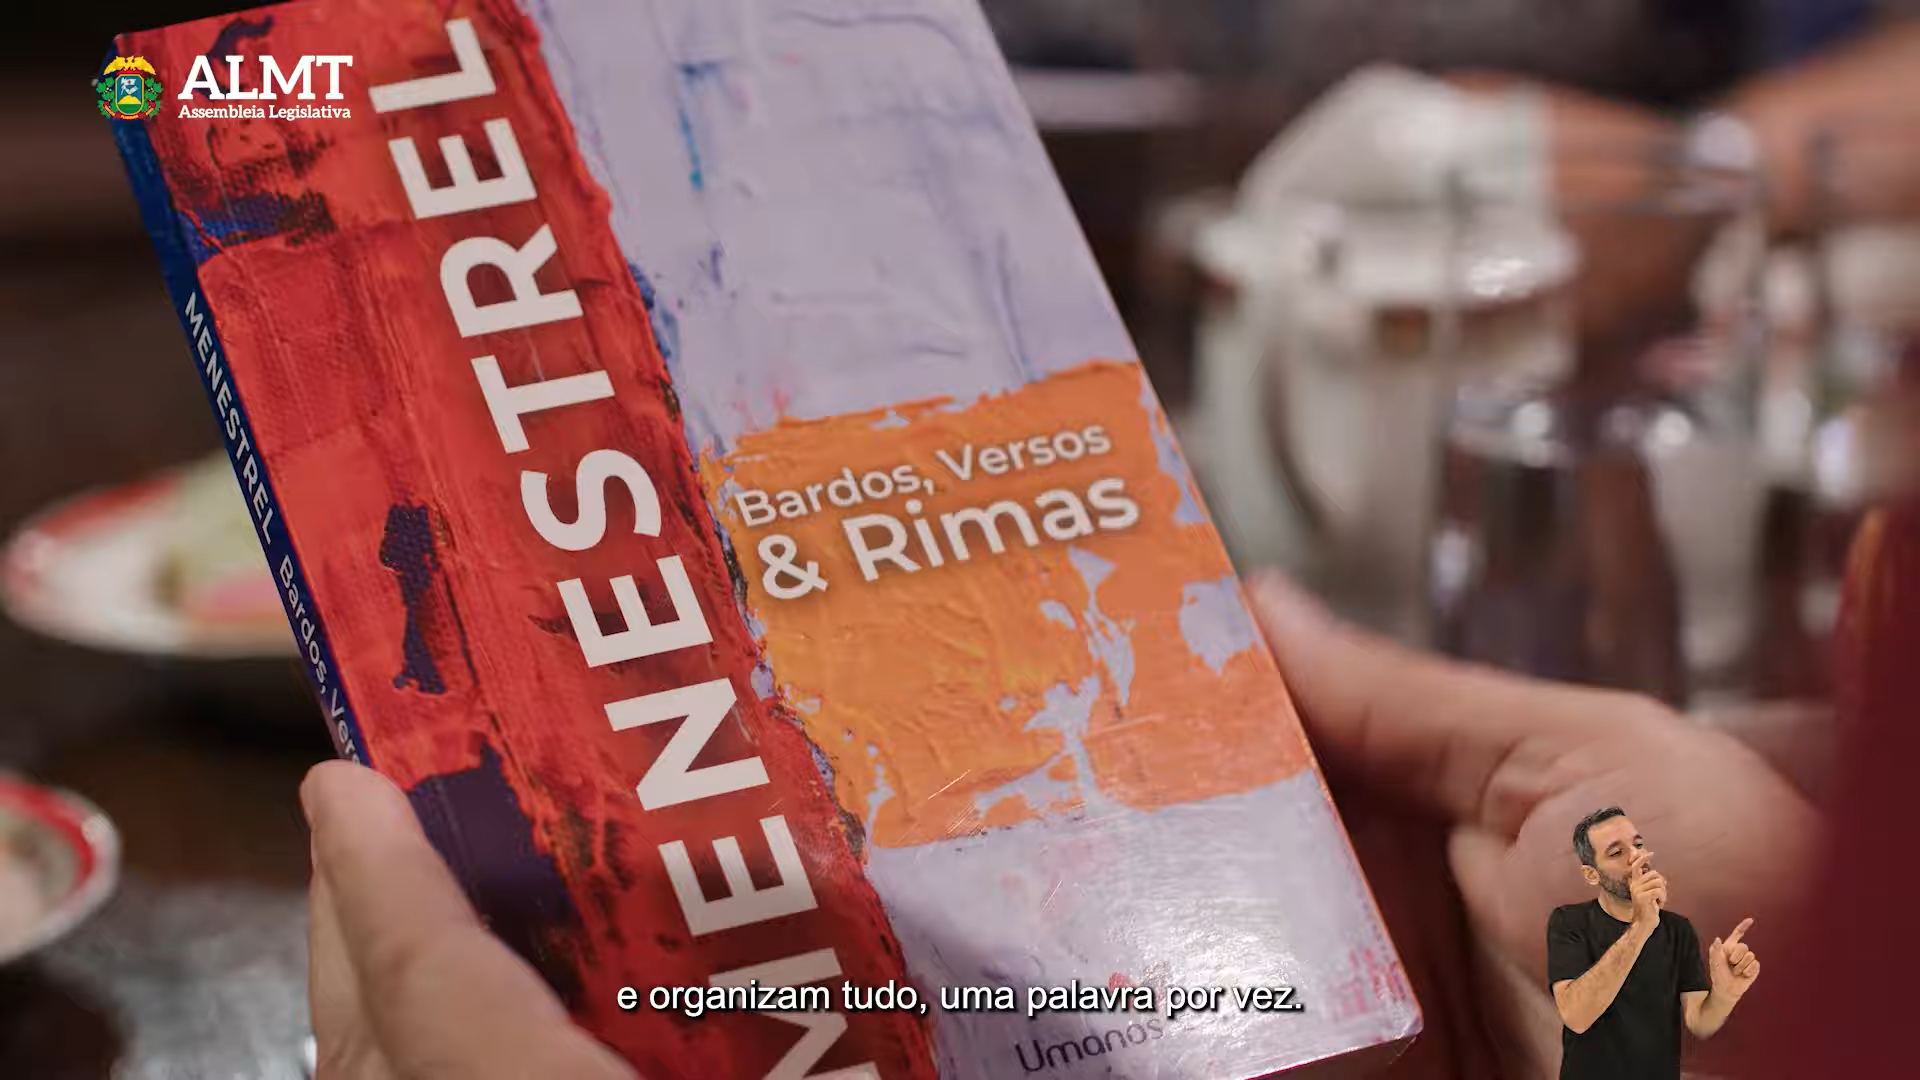 ALMT
Assembleia Legislativa
MENESTREL
Bardos, Versos
& Rimas
MENESTREL Bardos, Vers
Umanos
e organizam tudo, uma palavra por vez.